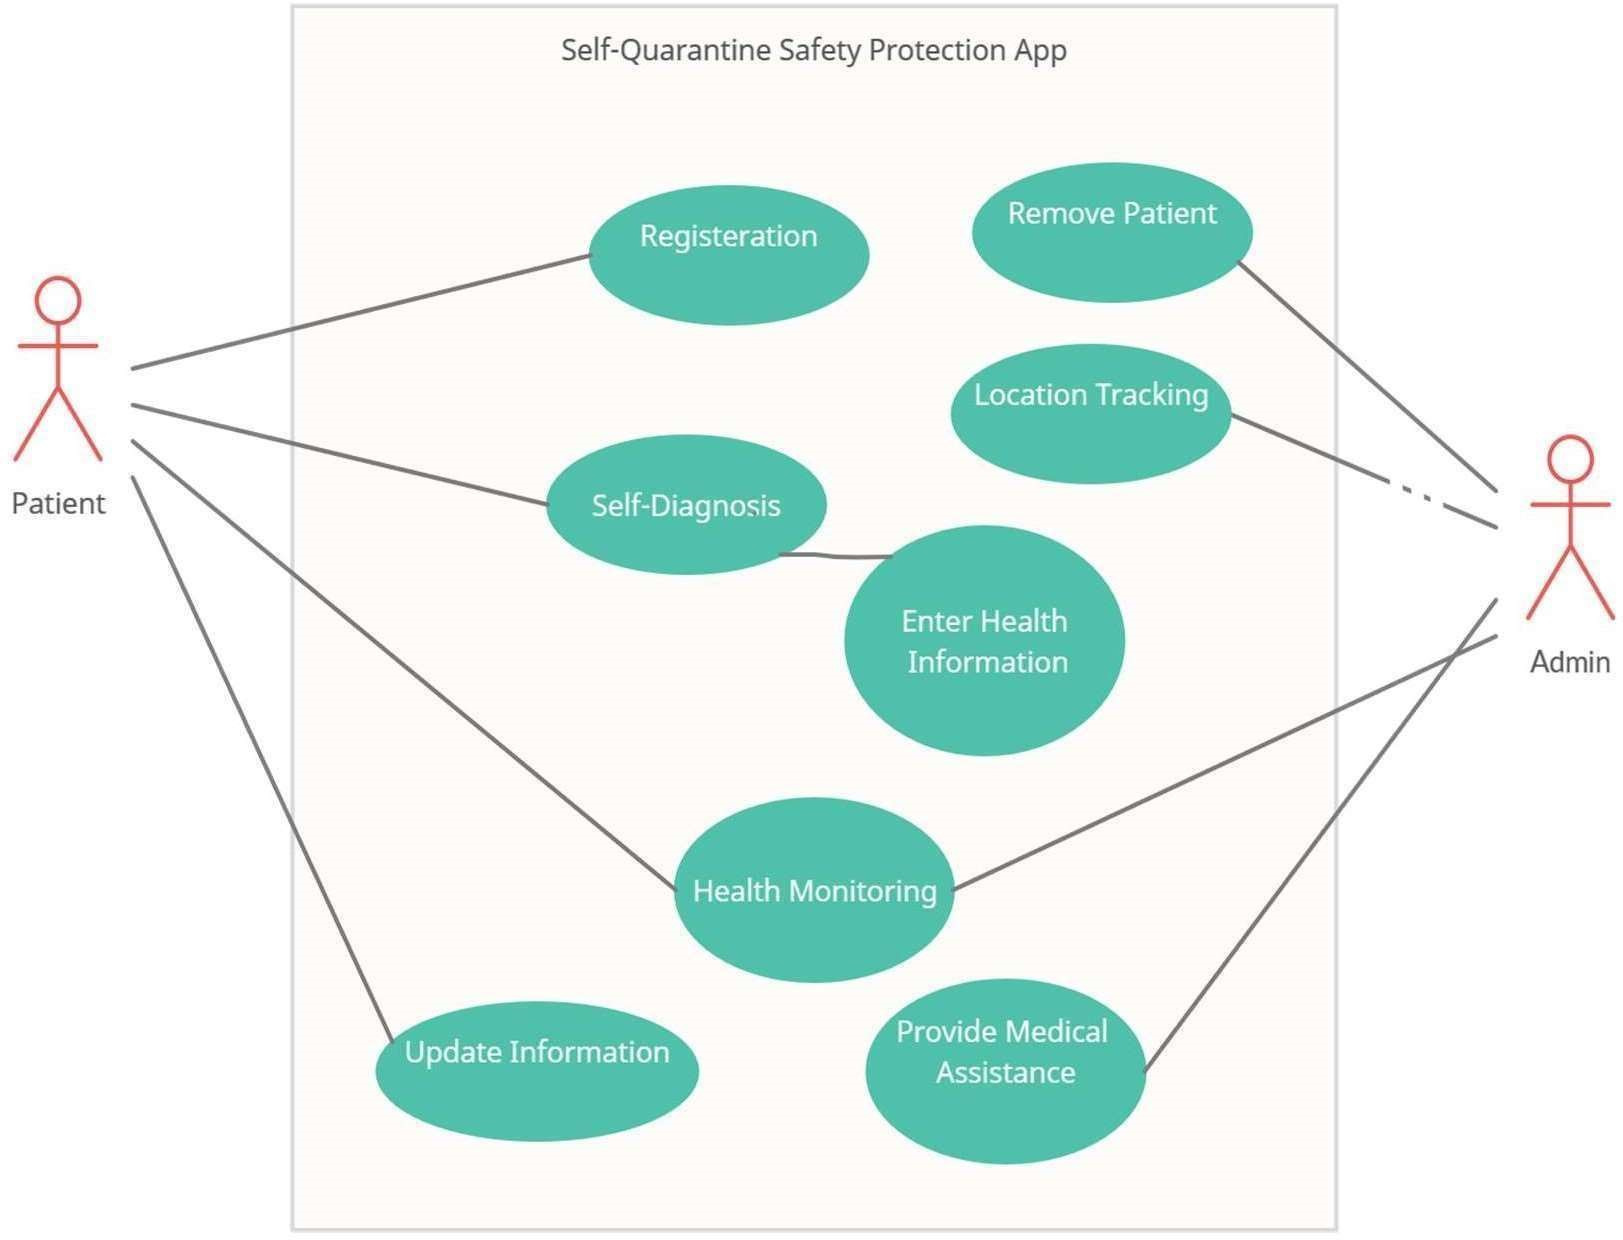 Self-Quarantine Safety Protection App
Registeration
Remove Patient
Location Tracking
Patient
Self-Diagnosis
Enter Health
Information
Admin
Health Monitoring
Update Information
Provide Medical
Assistance